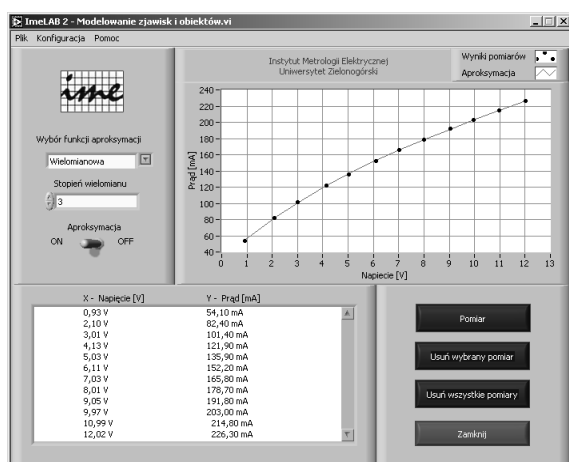 ImeLAB 2 - Modelowanie zjawisk i obiektów.vi
Plik Konfiguracja Pomoc
ime
Wybór funkcji aproksymacji
Wielomianowa
Stopień wielomianu
3
Aproksymacja
ON OFF
Instytut Metrologii Elektrycznej
Uniwersytet Zielonogórski
Wyniki pomiarów
Aproksymacja
Prąd [mA]
240
220
200
180
160
140
120
100
80
60
40
0 1 2 3 4 5 6 7 8 9 10 11 12 13
Napiecie [V]
X - Napięcie [V] Y - Prąd [mA]
0,93 V 54,10 mA
2,10 V 82,40 mA
3,01 V 101,40 mA
4,13 V 121,90 mA
5,03 V 135,90 mA
6,11 V 152,20 mA
7,03 V 165,80 mA
8,01 V 178,70 mA
9,05 V 191,80 mA
9,97 V 203,00 mA
10,99 V 214,80 mA
12,02 V 226,30 mA
Pomiar
Usuń wybrany pomiar
Usuń wszystkie pomiary
Zamknij